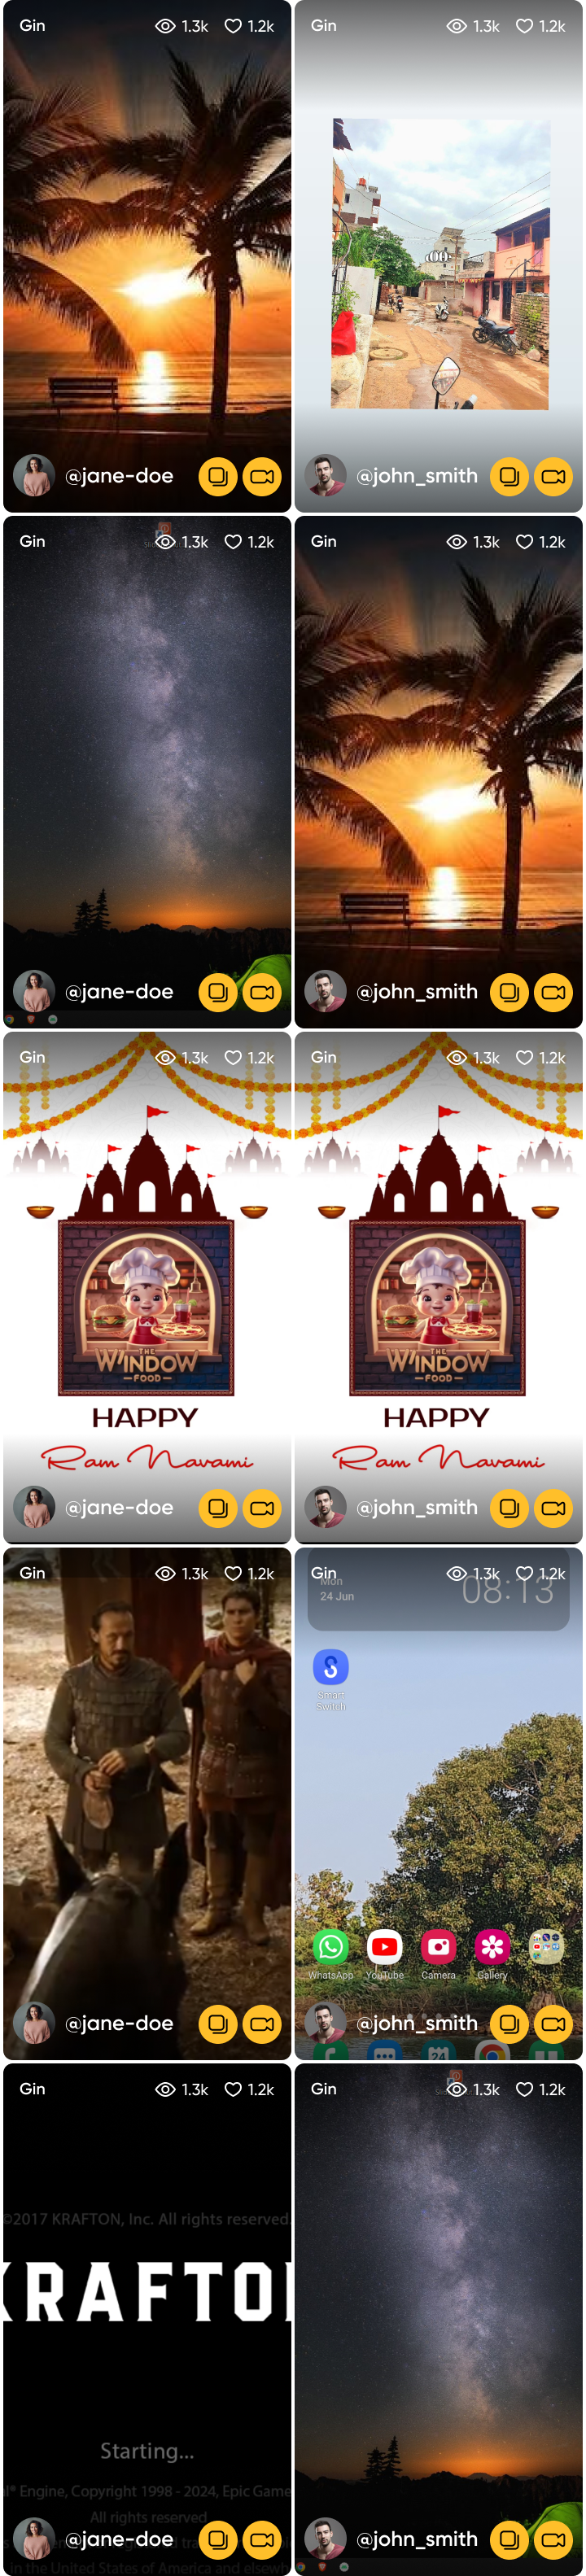 Gin 1.3k 1.2k
@jane-doe
Gin 1.3k 1.2k
@john_smith
Gin 1.3k 1.2k
@jane-doe
Gin 1.3k 1.2k
@john_smith
Gin 1.3k 1.2k
THE
WINDOW
FOOD
HAPPY
Ram Navami
@jane-doe
Gin 1.3k 1.2k
THE
WINDOW
FOOD
HAPPY
Ram Navami
@john_smith
Gin 1.3k 1.2k
@jane-doe
Gin 1.3k 1.2k
Mon
24 Jun
08:13
Smart
Switch
WhatsApp YouTube Camera Gallery
@john_smith
24
Gin 1.3k 1.2k
©2017 KRAFTON, Inc. All rights reserved.
KRAFTO
Starting...
Engine, Copyright 1998 - 2024, Epic Game
All rights reserved
@jane-doe
in the United States of America and elsewh
Gin 1.3k 1.2k
@john_smith